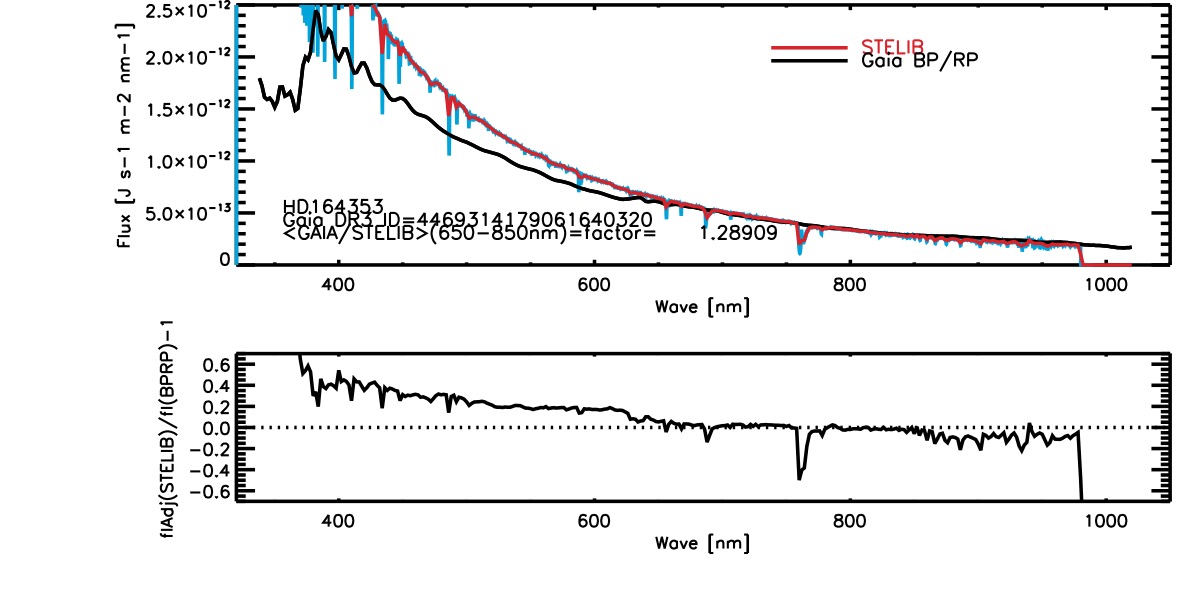 2.5×10−12
2.0×10−12
1.5×10−12
1.0×10−12
5.0×10−13
0
Flux [J s−1 m−2 nm−1]
STELIB
Gaia BP/RP
HD164353
Gaia DR3 ID=4469314179061640320
<GAIA/STELIB>(650−850nm)=factor= 1.28909
400 600 800 1000
Wave [nm]
flAdj(STELIB)/fl(BPRP)−1
0.6
0.4
0.2
0.0
−0.2
−0.4
−0.6
400 600 800 1000
Wave [nm]